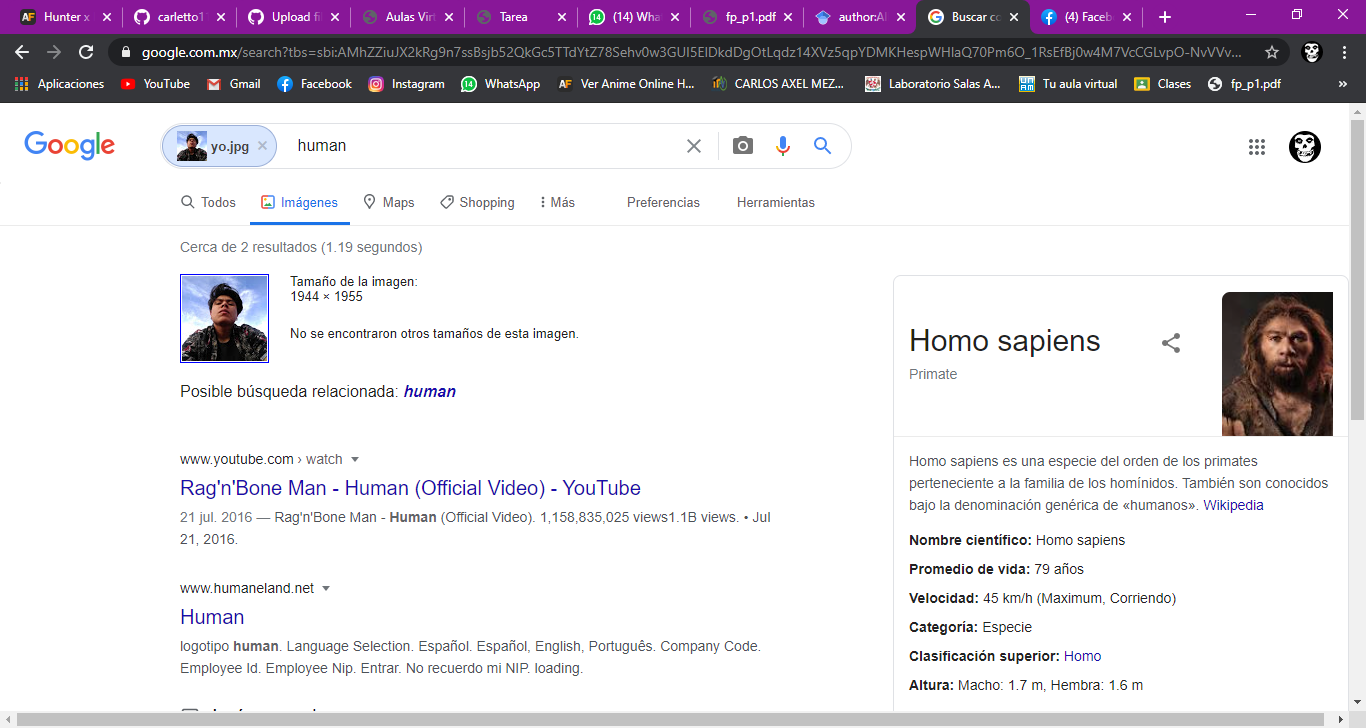 Hunter x
carletto1
Upload fi
Aulas Virt
Tarea
(14) What
fp_p1.pdf
author:Al
Buscar co
(4) Faceb
google.com.mx/search?tbs=sbi:AMhZZiuJX2kRg9n7ssBsjb52QkGc5TTdYtZ78Sehv0w3GUI5ElDkdDgOtLqdz14XVz5qpYDMKHespWHlaQ70Pm6O_1RsEfBj0w4M7VcCGLvpO-NvVVv...
Aplicaciones
YouTube
Gmail
Facebook
Instagram
WhatsApp
Ver Anime Online H...
CARLOS AXEL MEZ...
Laboratorio Salas A...
Tu aula virtual
Clases
fp_p1.pdf
»
Google
yo.jpg
human
Todos
Imágenes
Maps
Shopping
Más
Preferencias
Herramientas
Cerca de 2 resultados (1.19 segundos)
Tamaño de la imagen:
1944 × 1955
No se encontraron otros tamaños de esta imagen.
Posible búsqueda relacionada: human
www.youtube.com › watch
Rag'n'Bone Man - Human (Official Video) - YouTube
21 jul. 2016 — Rag'n'Bone Man - Human (Official Video). 1,158,835,025 views1.1B views. • Jul
21, 2016.
www.humaneland.net
Human
logotipo human. Language Selection. Español. Español, English, Português. Company Code.
Employee Id. Employee Nip. Entrar. No recuerdo mi NIP. loading.
Homo sapiens
Primate
Homo sapiens es una especie del orden de los primates
perteneciente a la familia de los homínidos. También son conocidos
bajo la denominación genérica de «humanos». Wikipedia
Nombre científico: Homo sapiens
Promedio de vida: 79 años
Velocidad: 45 km/h (Maximum, Corriendo)
Categoría: Especie
Clasificación superior: Homo
Altura: Macho: 1.7 m, Hembra: 1.6 m